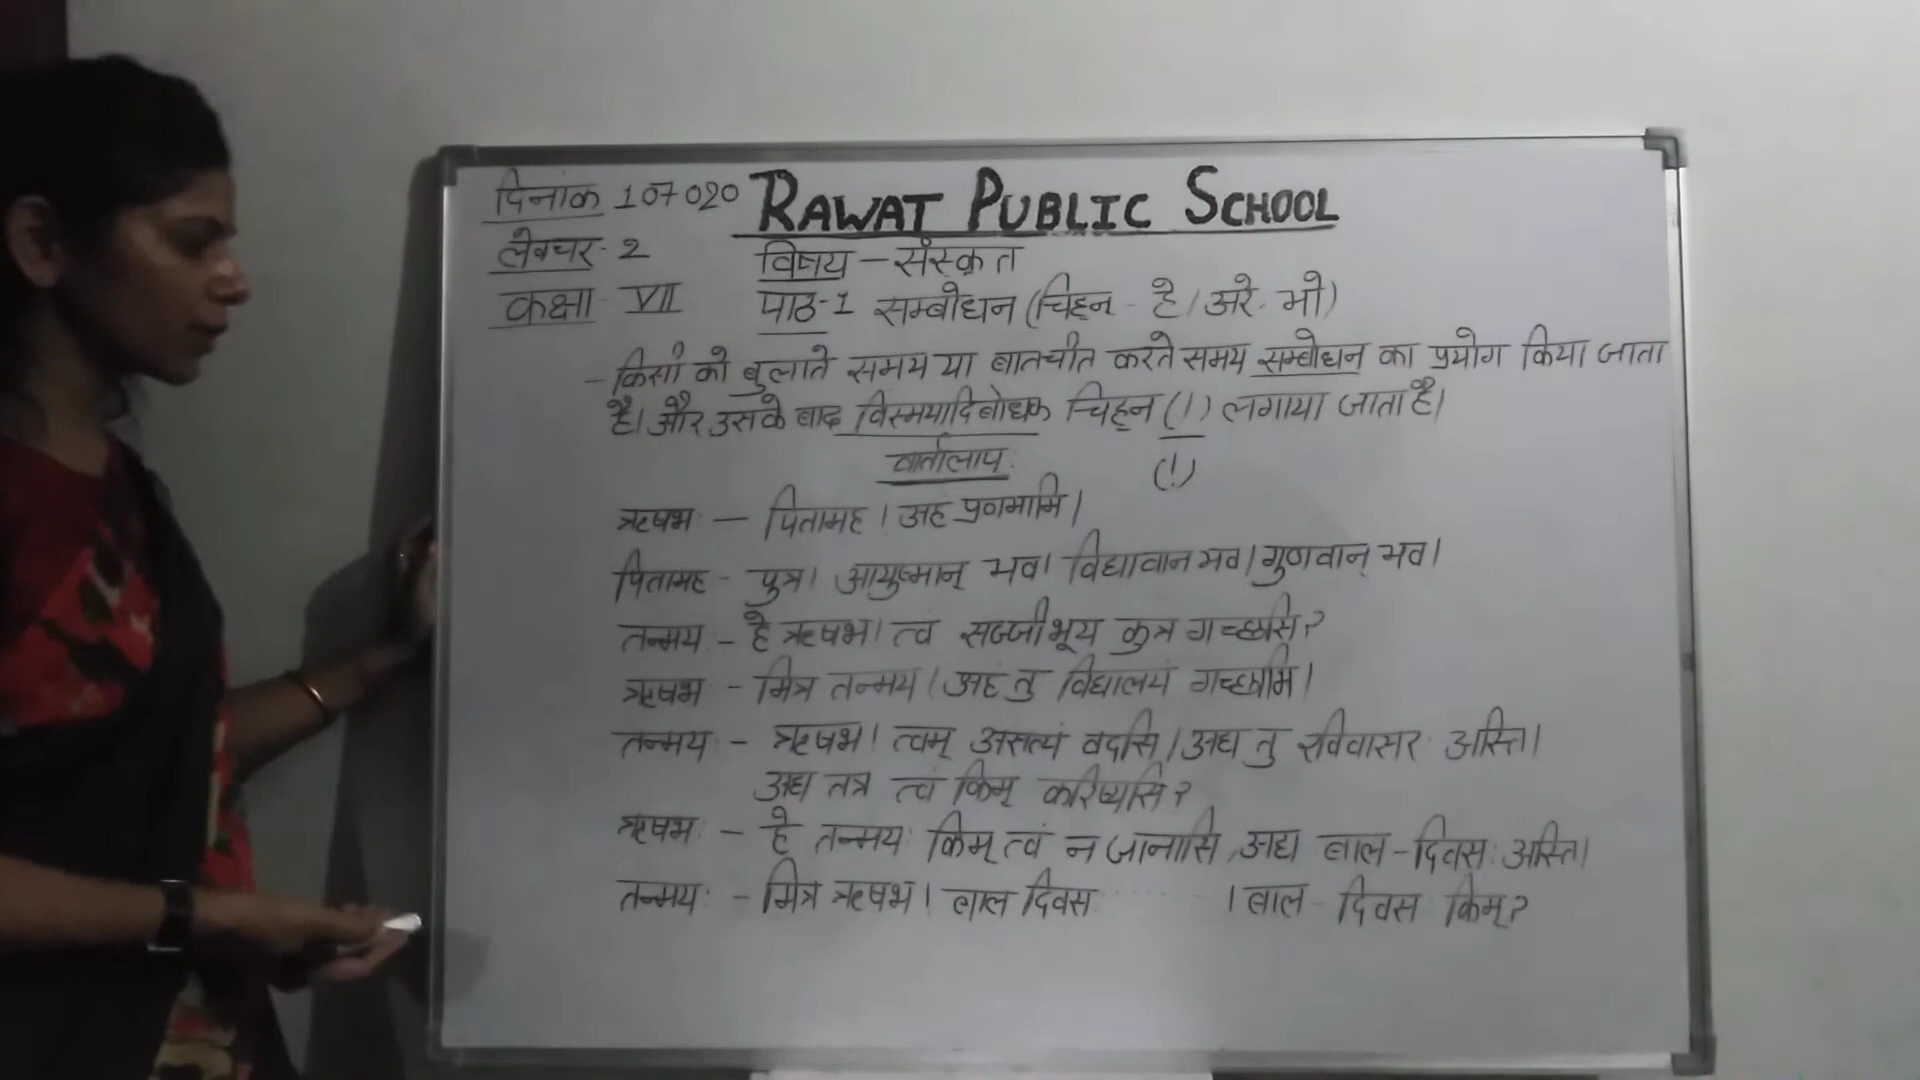 दिनांक 107020 RAWAT PUBLIC SCHOOL
लेक्चर - 2 विषय - संस्कृत
कक्षा - VII पाठ-1 सम्बोधन (चिह्न - हे / अरे - भो)
- किसी को बुलाते समय या बातचीत करते समय सम्बोधन का प्रयोग किया जाता
है। और उसके बाद विस्मयादिबोधक चिह्न (!) लगाया जाता है।
वार्तालाप: (!)
ऋषभ: - पितामह ! अहं प्रणमामि।
पितामह - पुत्र! आयुष्मान् भव। विद्यावान भव। गुणवान् भव।
तन्मय: - हे ऋषभ! त्वं सज्जीभूय कुत्र गच्छसि?
ऋषभ: - मित्र तन्मय! अहं तु विद्यालयं गच्छामि।
तन्मय: - ऋषभ! त्वम् असत्यं वदसि। अद्य तु रविवासर: अस्ति।
अद्य तत्र त्वं किम् करिष्यसि?
ऋषभ: - हे तन्मय: किम् त्वं न जानासि, अद्य बाल-दिवस: अस्ति।
तन्मय: - मित्र ऋषभ! बाल दिवस: ...... ! बाल-दिवस: किम्?